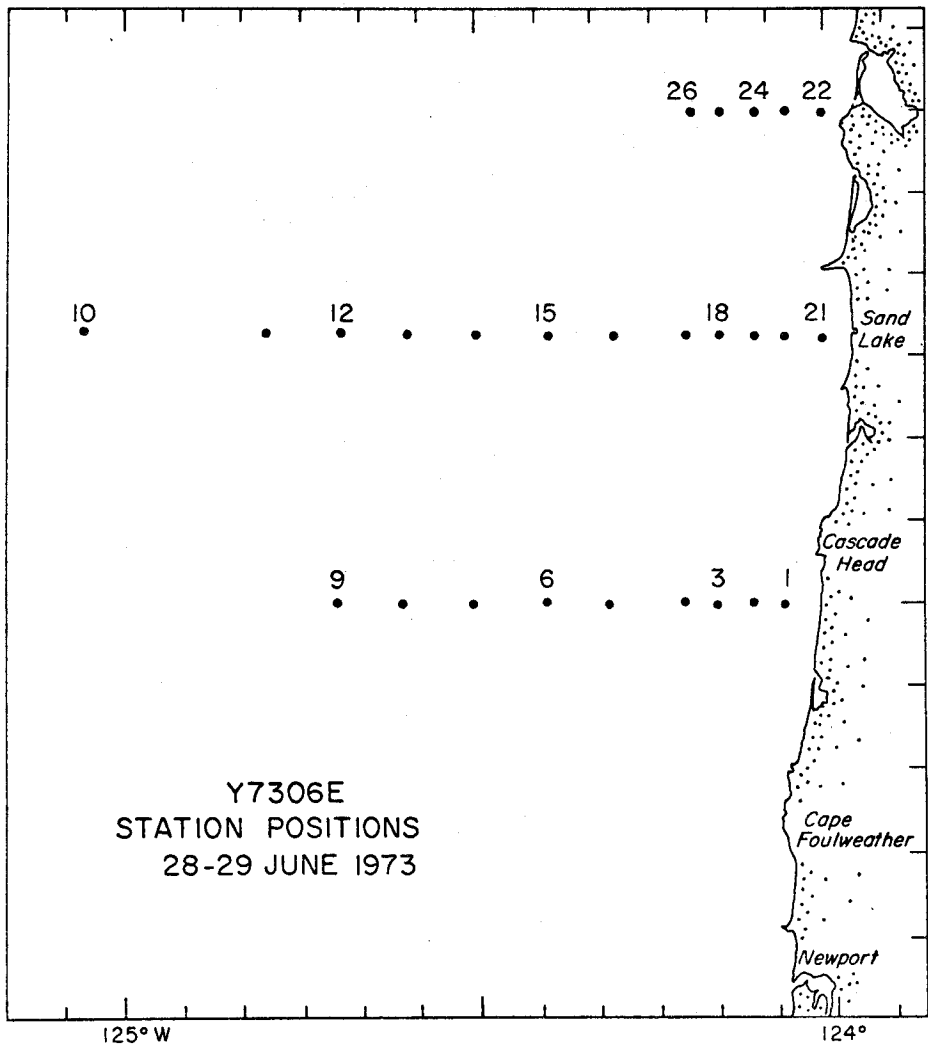 26 24 22
10 12 15 18 21
Sand
Lake
Cascade
Head
9 6 3 1
Y7306E
STATION POSITIONS
28-29 JUNE 1973
Cape
Foulweather
Newport
125° W 124°